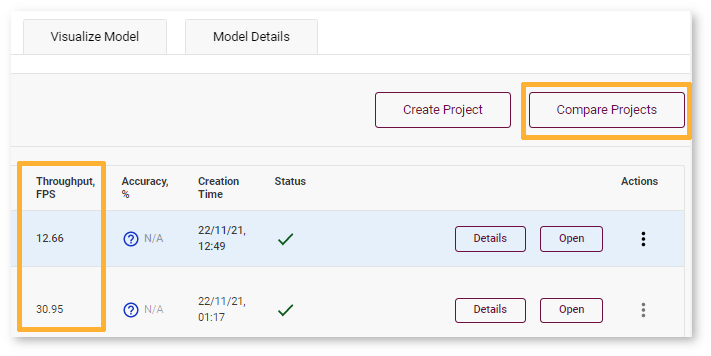 Visualize Model
Model Details
Create Project
Compare Projects
Throughput, FPS
Accuracy, %
Creation Time
Status
Actions
12.66
? N/A
22/11/21, 12:49
Details
Open
30.95
? N/A
22/11/21, 01:17
Details
Open